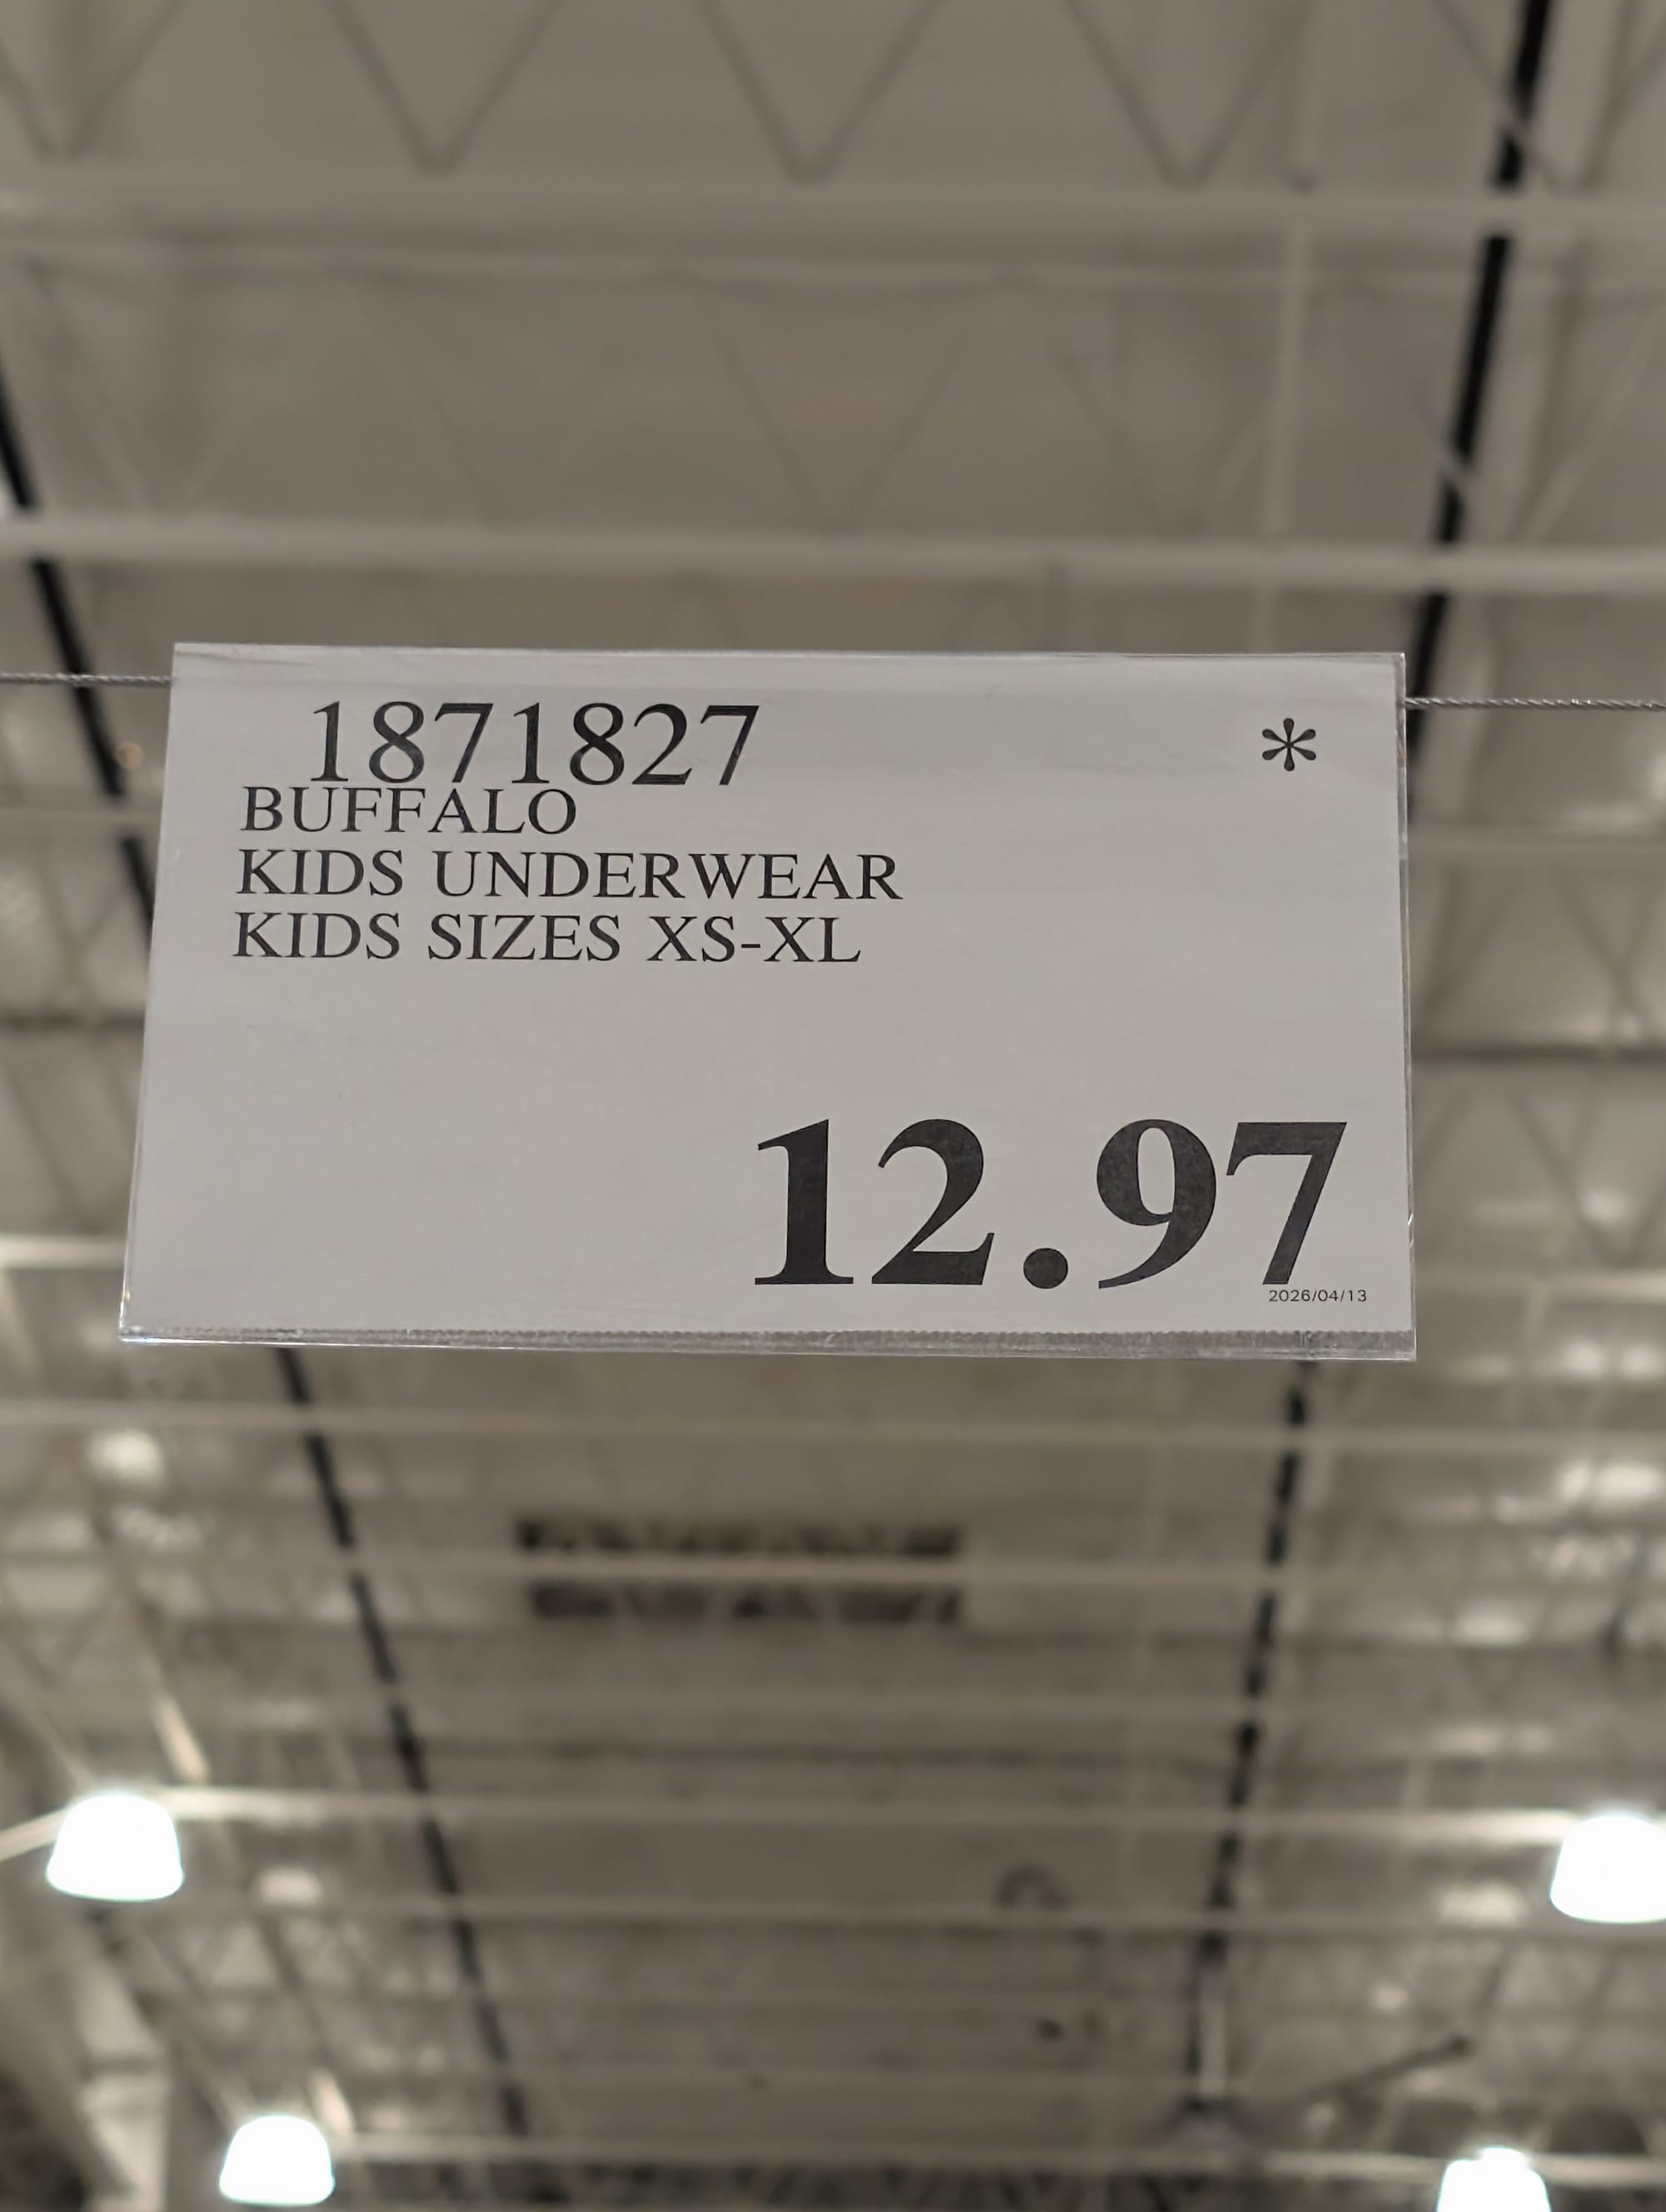 1871827 *
BUFFALO
KIDS UNDERWEAR
KIDS SIZES XS-XL
12.97
2026/04/13